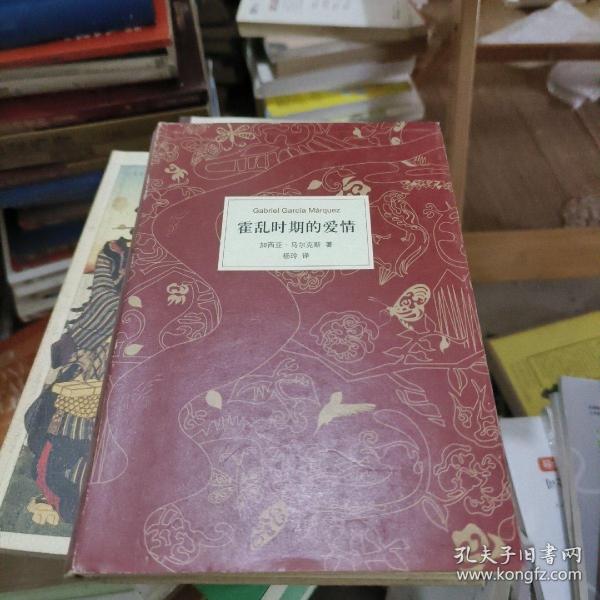 Gabriel García Márquez
霍乱时期的爱情
加西亚·马尔克斯 著
杨玲 译
孔夫子旧书网
www.kongfz.com